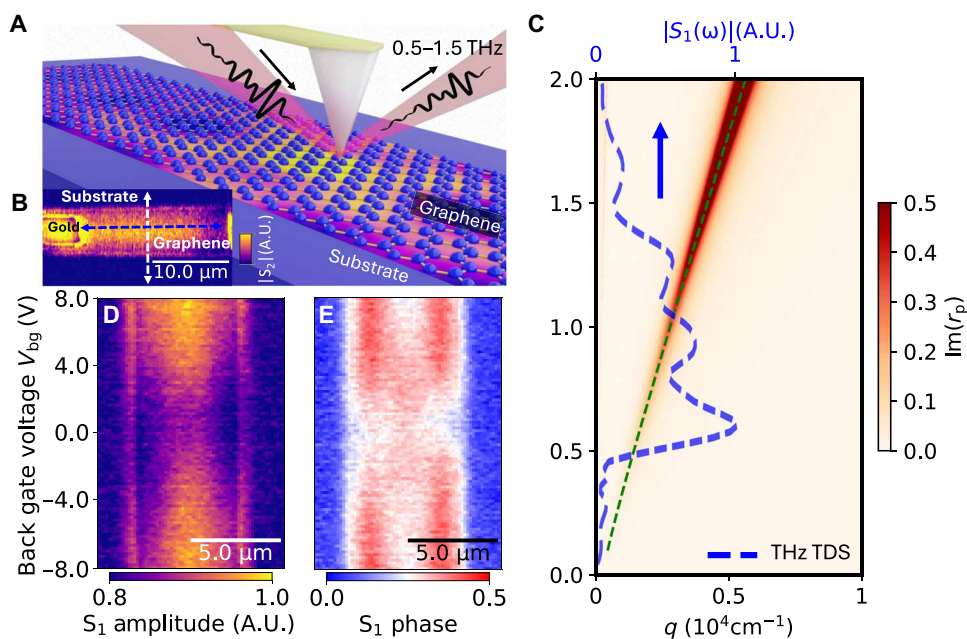 A
0.5–1.5 THz
Graphene
Substrate
B
Substrate
Gold
Graphene
10.0 μm
|S2|(A.U.)
C
|S1(ω)|(A.U.)
0 1
2.0
1.5
1.0
0.5
0.0
THz TDS
0 1
q (10⁴cm⁻¹)
0.5
0.4
0.3
0.2
0.1
0.0
Im(rp)
D
Back gate voltage Vbg (V)
8.0
4.0
0.0
-4.0
-8.0
5.0 μm
0.8 1.0
S1 amplitude (A.U.)
E
5.0 μm
0.0 0.5
S1 phase